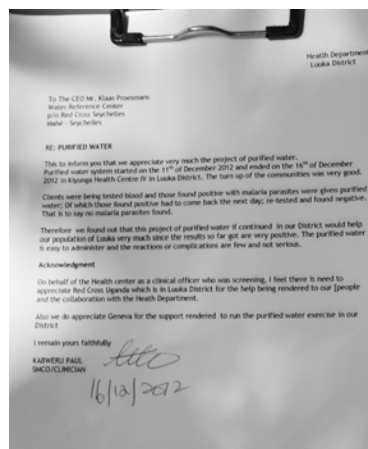 Health Department
Luuka District
To The CEO Mr. Klaas Proesmans
Water Reference Center
p/o Red Cross Seychelles
Mahé - Seychelles
RE: PURIFIED WATER
This to inform you that we appreciate very much the project of purified water.
Purified water system started on the 11th of December 2012 and ended on the 16th of December
2012 in Kiyunga Health Centre IV in Luuka District. The turn up of the communities was very good.
Clients were being tested blood and those found positive with malaria parasites were given purified
water; Of which those found positive had to come back the next day; re-tested and found negative.
That is to say no malaria parasites found.
Therefore we found out that this project of purified water if continued in our District would help
our population of Luuka very much since the results so far got are very positive. The purified water
is easy to administer and the reactions or complications are few and not serious.
Acknowledgment
On behalf of the Health center as a clinical officer who was screening, I feel there is need to
appreciate Red Cross Uganda which is in Luuka District for the help being rendered to our [people
and the collaboration with the Heath Department.
Also we do appreciate Geneva for the support rendered to run the purified water exercise in our
District
I remain yours faithfully
KABWERU PAUL
SMCO/CLINICIAN
16/12/2012